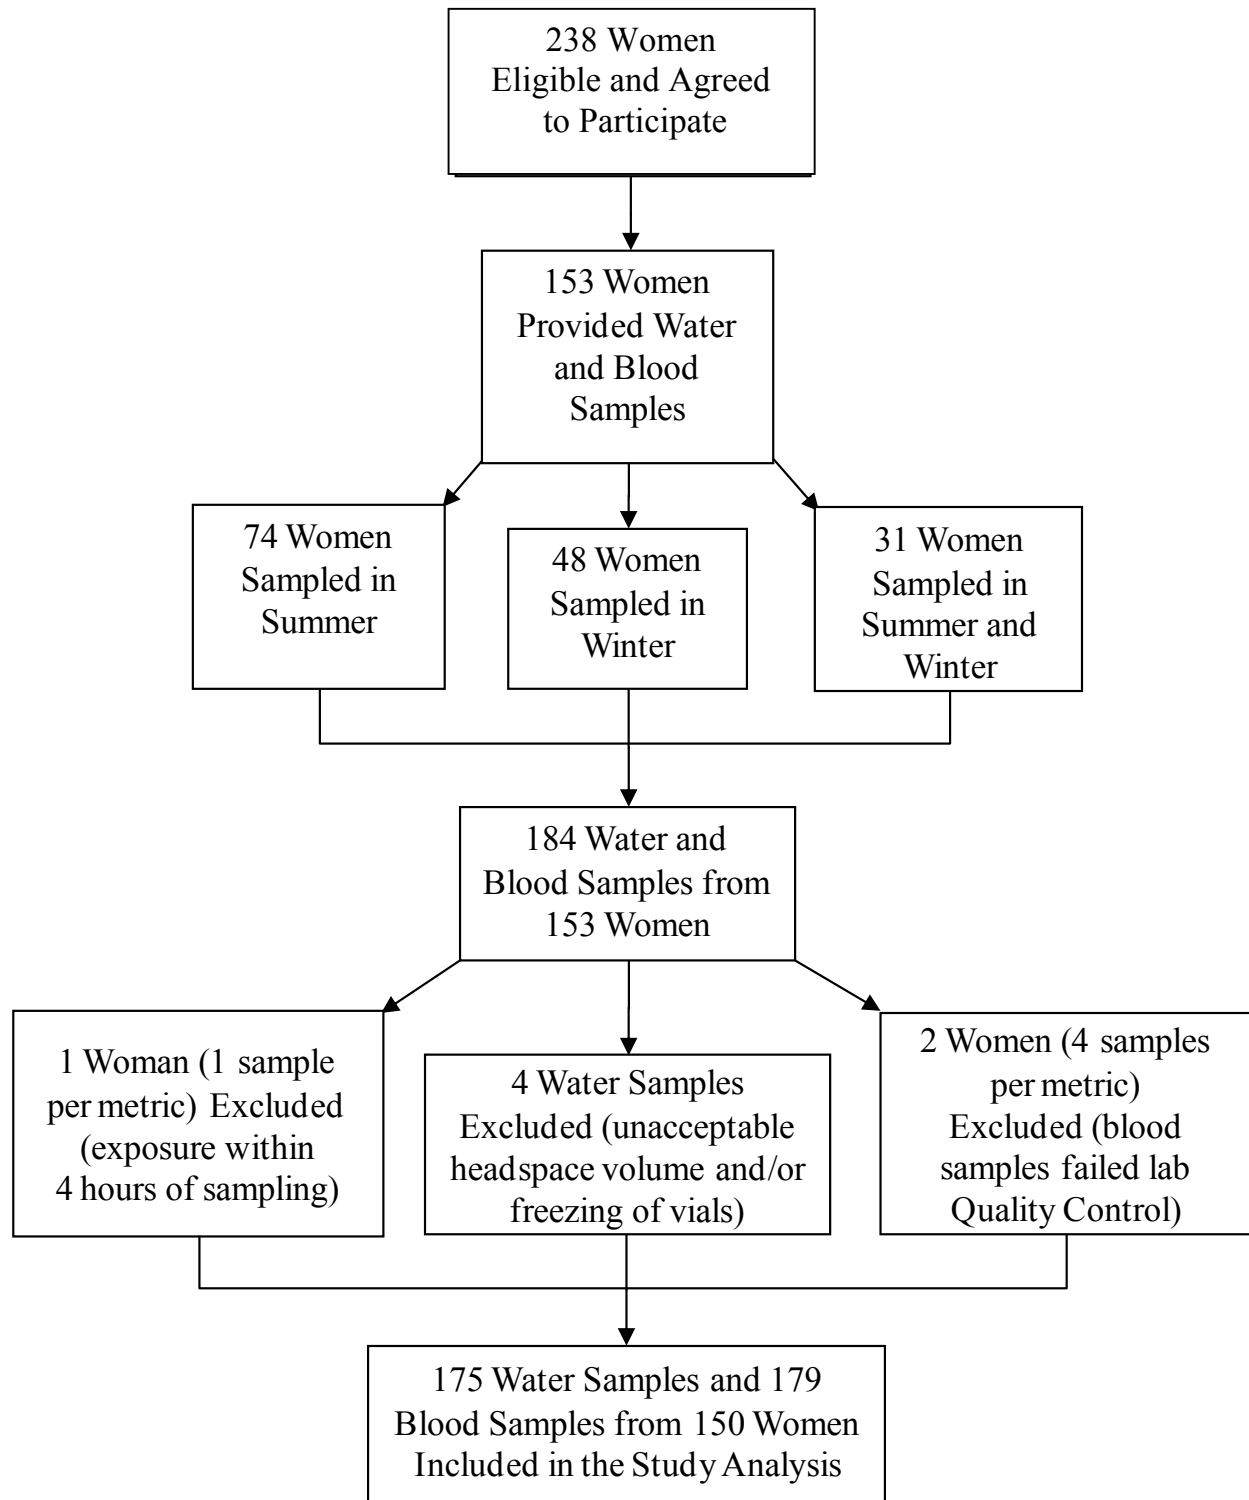 238 Women
Eligible and Agreed
to Participate
153 Women
Provided Water
and Blood
Samples
74 Women
Sampled in
Summer
48 Women
Sampled in
Winter
31 Women
Sampled in
Summer and
Winter
184 Water and
Blood Samples from
153 Women
1 Woman (1 sample
per metric) Excluded
(exposure within
4 hours of sampling)
4 Water Samples
Excluded (unacceptable
headspace volume and/or
freezing of vials)
2 Women (4 samples
per metric)
Excluded (blood
samples failed lab
Quality Control)
175 Water Samples and 179
Blood Samples from 150 Women
Included in the Study Analysis